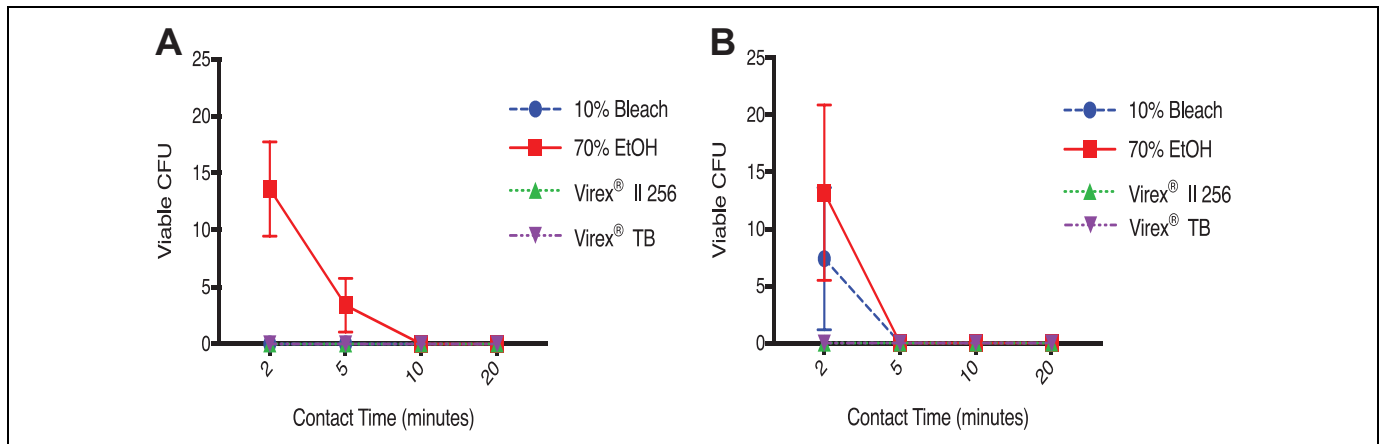 A
25
20
15
10
5
0
Viable CFU
2
5
10
20
Contact Time (minutes)
10% Bleach
70% EtOH
Virex® II 256
Virex® TB
B
25
20
15
10
5
0
Viable CFU
2
5
10
20
Contact Time (minutes)
10% Bleach
70% EtOH
Virex® II 256
Virex® TB